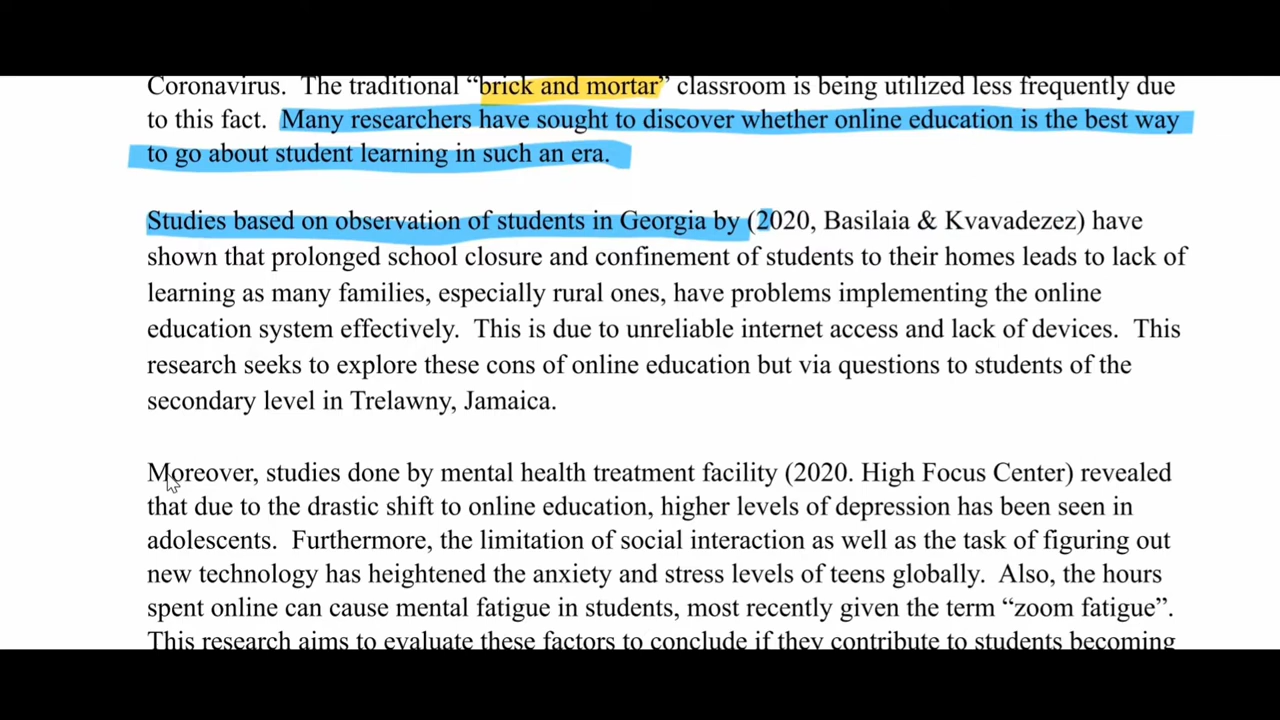 Coronavirus. The traditional “brick and mortar” classroom is being utilized less frequently due
to this fact. Many researchers have sought to discover whether online education is the best way
to go about student learning in such an era.
Studies based on observation of students in Georgia by (2020, Basilaia & Kvavadezez) have
shown that prolonged school closure and confinement of students to their homes leads to lack of
learning as many families, especially rural ones, have problems implementing the online
education system effectively. This is due to unreliable internet access and lack of devices. This
research seeks to explore these cons of online education but via questions to students of the
secondary level in Trelawny, Jamaica.
Moreover, studies done by mental health treatment facility (2020. High Focus Center) revealed
that due to the drastic shift to online education, higher levels of depression has been seen in
adolescents. Furthermore, the limitation of social interaction as well as the task of figuring out
new technology has heightened the anxiety and stress levels of teens globally. Also, the hours
spent online can cause mental fatigue in students, most recently given the term “zoom fatigue”.
This research aims to evaluate these factors to conclude if they contribute to students becoming